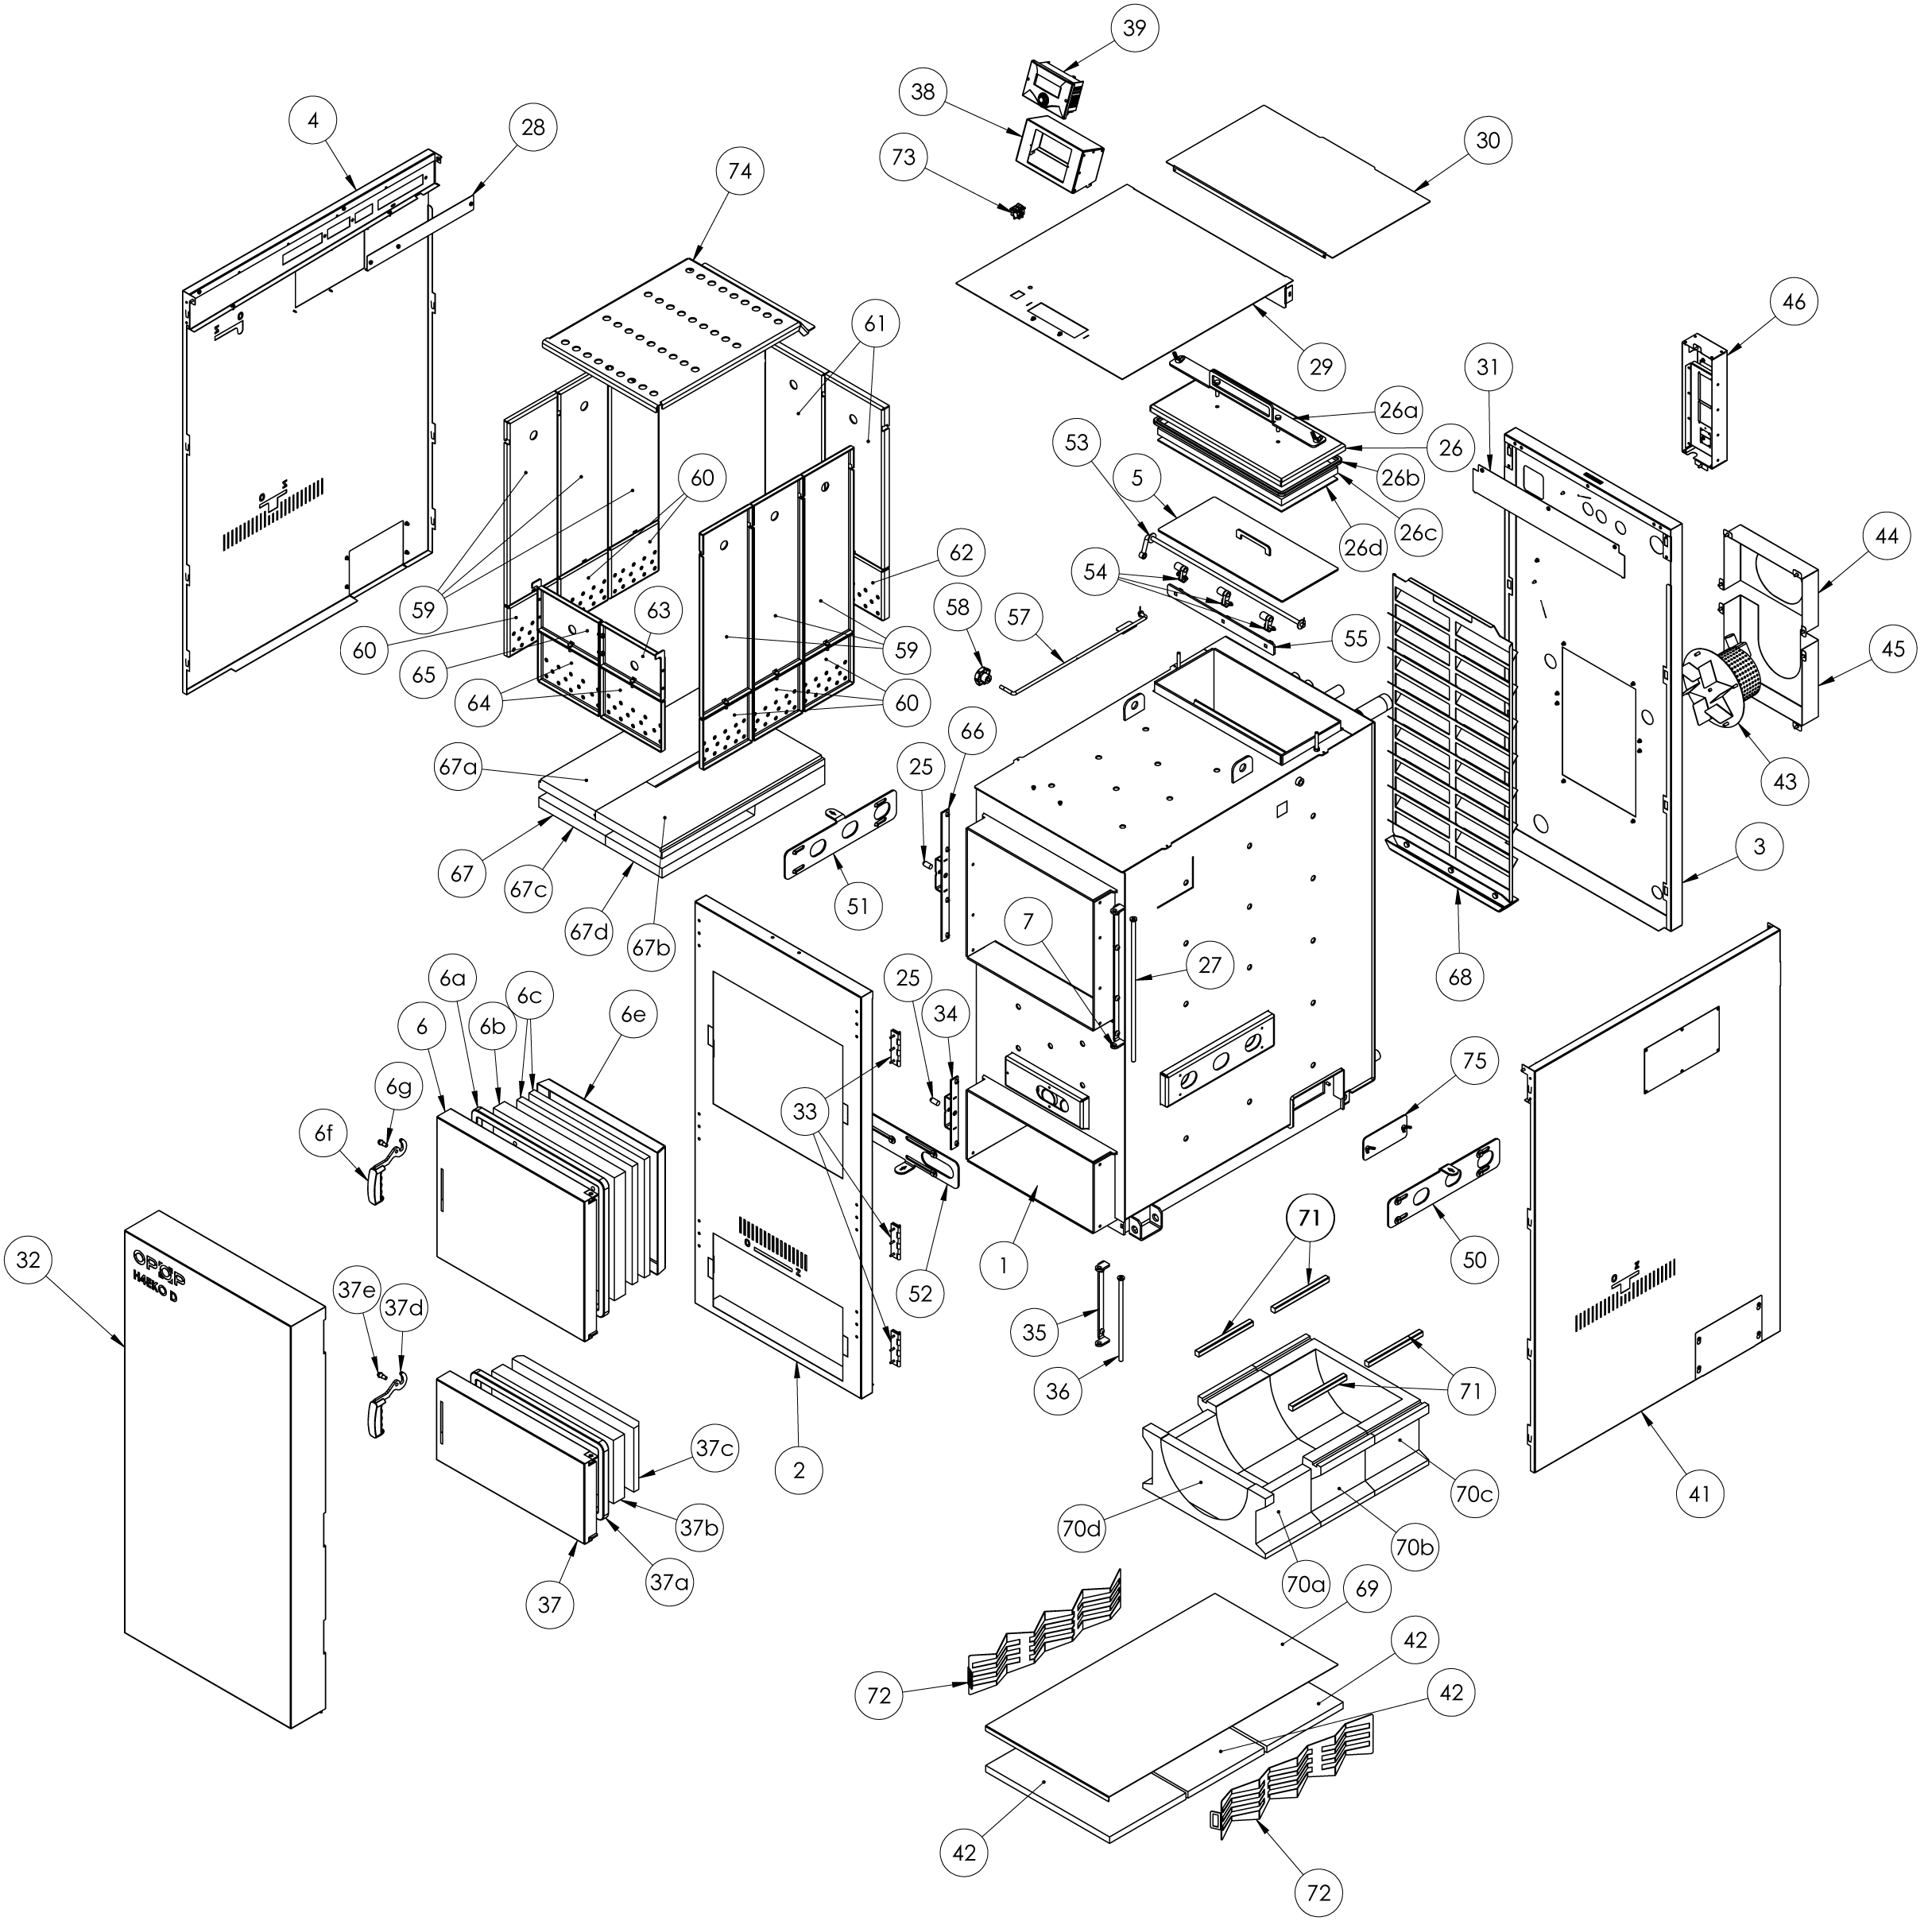 39
38
4
28
30
73
74
46
61
31
29
26a
53
26
60
5
26b
44
62
54
26d
26c
59
58
63
57
60
65
59
55
45
64
60
66
67a
25
43
67
3
67c
51
7
67d
67b
27
68
6a
25
6c
34
6e
6
6b
75
6g
33
6f
71
32
OPOP
H4EKO D
O
I
1
50
52
37e
37d
35
36
71
37c
2
70c
41
37b
70d
70b
37a
70a
37
69
42
72
42
42
72
I
O
O
I
O
I